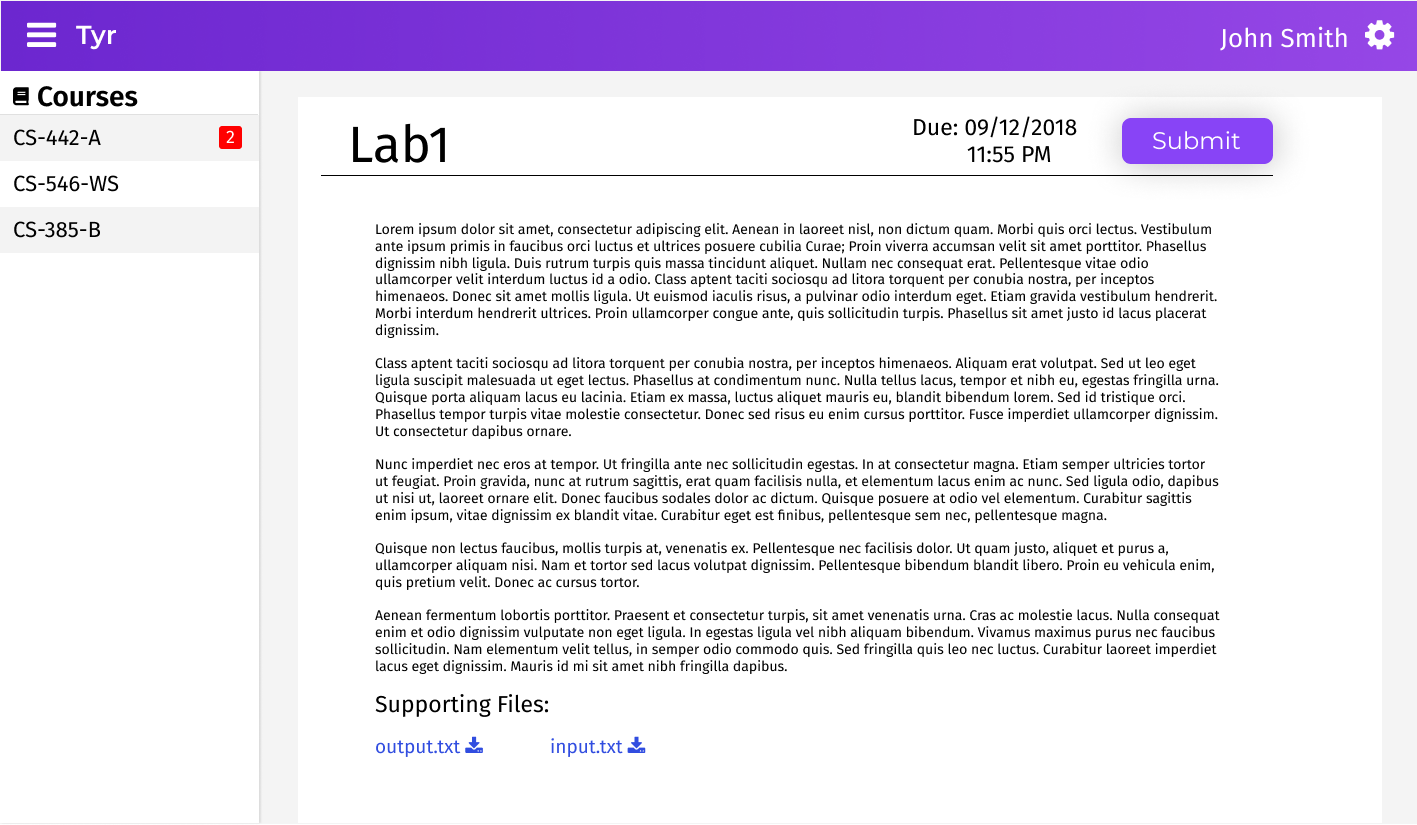 Tyr
John Smith
Courses
CS-442-A
2
CS-546-WS
CS-385-B
Lab1
Due: 09/12/2018
11:55 PM
Submit
Lorem ipsum dolor sit amet, consectetur adipiscing elit. Aenean in laoreet nisl, non dictum quam. Morbi quis orci lectus. Vestibulum
ante ipsum primis in faucibus orci luctus et ultrices posuere cubilia Curae; Proin viverra accumsan velit sit amet porttitor. Phasellus
dignissim nibh ligula. Duis rutrum turpis quis massa tincidunt aliquet. Nullam nec consequat erat. Pellentesque vitae odio
ullamcorper velit interdum luctus id a odio. Class aptent taciti sociosqu ad litora torquent per conubia nostra, per inceptos
himenaeos. Donec sit amet mollis ligula. Ut euismod iaculis risus, a pulvinar odio interdum eget. Etiam gravida vestibulum hendrerit.
Morbi interdum hendrerit ultrices. Proin ullamcorper congue ante, quis sollicitudin turpis. Phasellus sit amet justo id lacus placerat
dignissim.
Class aptent taciti sociosqu ad litora torquent per conubia nostra, per inceptos himenaeos. Aliquam erat volutpat. Sed ut leo eget
ligula suscipit malesuada ut eget lectus. Phasellus at condimentum nunc. Nulla tellus lacus, tempor et nibh eu, egestas fringilla urna.
Quisque porta aliquam lacus eu lacinia. Etiam ex massa, luctus aliquet mauris eu, blandit bibendum lorem. Sed id tristique orci.
Phasellus tempor turpis vitae molestie consectetur. Donec sed risus eu enim cursus porttitor. Fusce imperdiet ullamcorper dignissim.
Ut consectetur dapibus ornare.
Nunc imperdiet nec eros at tempor. Ut fringilla ante nec sollicitudin egestas. In at consectetur magna. Etiam semper ultricies tortor
ut feugiat. Proin gravida, nunc at rutrum sagittis, erat quam facilisis nulla, et elementum lacus enim ac nunc. Sed ligula odio, dapibus
ut nisi ut, laoreet ornare elit. Donec faucibus sodales dolor ac dictum. Quisque posuere at odio vel elementum. Curabitur sagittis
enim ipsum, vitae dignissim ex blandit vitae. Curabitur eget est finibus, pellentesque sem nec, pellentesque magna.
Quisque non lectus faucibus, mollis turpis at, venenatis ex. Pellentesque nec facilisis dolor. Ut quam justo, aliquet et purus a,
ullamcorper aliquam nisi. Nam et tortor sed lacus volutpat dignissim. Pellentesque bibendum blandit libero. Proin eu vehicula enim,
quis pretium velit. Donec ac cursus tortor.
Aenean fermentum lobortis porttitor. Praesent et consectetur turpis, sit amet venenatis urna. Cras ac molestie lacus. Nulla consequat
enim et odio dignissim vulputate non eget ligula. In egestas ligula vel nibh aliquam bibendum. Vivamus maximus purus nec faucibus
sollicitudin. Nam elementum velit tellus, in semper odio commodo quis. Sed fringilla quis leo nec luctus. Curabitur laoreet imperdiet
lacus eget dignissim. Mauris id mi sit amet nibh fringilla dapibus.
Supporting Files:
output.txt
input.txt